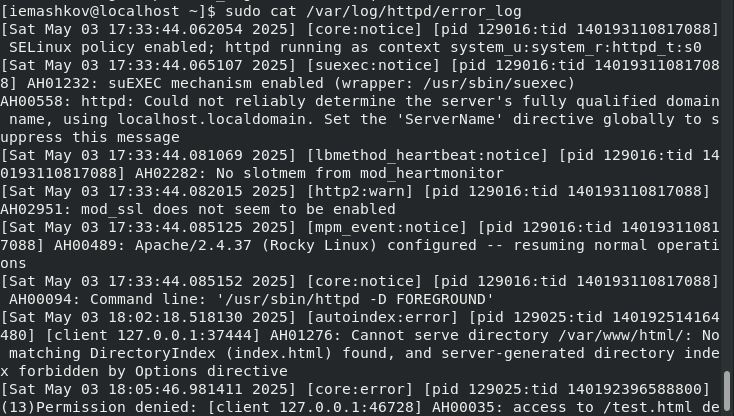 [iemashkov@localhost ~]$ sudo cat /var/log/httpd/error_log
[Sat May 03 17:33:44.062054 2025] [core:notice] [pid 129016:tid 140193110817088]
 SELinux policy enabled; httpd running as context system_u:system_r:httpd_t:s0
[Sat May 03 17:33:44.065107 2025] [suexec:notice] [pid 129016:tid 14019311081708
8] AH01232: suEXEC mechanism enabled (wrapper: /usr/sbin/suexec)
AH00558: httpd: Could not reliably determine the server's fully qualified domain
 name, using localhost.localdomain. Set the 'ServerName' directive globally to s
uppress this message
[Sat May 03 17:33:44.081069 2025] [lbmethod_heartbeat:notice] [pid 129016:tid 14
0193110817088] AH02282: No slotmem from mod_heartmonitor
[Sat May 03 17:33:44.082015 2025] [http2:warn] [pid 129016:tid 140193110817088]
AH02951: mod_ssl does not seem to be enabled
[Sat May 03 17:33:44.085125 2025] [mpm_event:notice] [pid 129016:tid 14019311081
7088] AH00489: Apache/2.4.37 (Rocky Linux) configured -- resuming normal operati
ons
[Sat May 03 17:33:44.085152 2025] [core:notice] [pid 129016:tid 140193110817088]
 AH00094: Command line: '/usr/sbin/httpd -D FOREGROUND'
[Sat May 03 18:02:18.518130 2025] [autoindex:error] [pid 129025:tid 140192514164
480] [client 127.0.0.1:37444] AH01276: Cannot serve directory /var/www/html/: No
 matching DirectoryIndex (index.html) found, and server-generated directory inde
x forbidden by Options directive
[Sat May 03 18:05:46.981411 2025] [core:error] [pid 129025:tid 140192396588800]
(13)Permission denied: [client 127.0.0.1:46728] AH00035: access to /test.html de